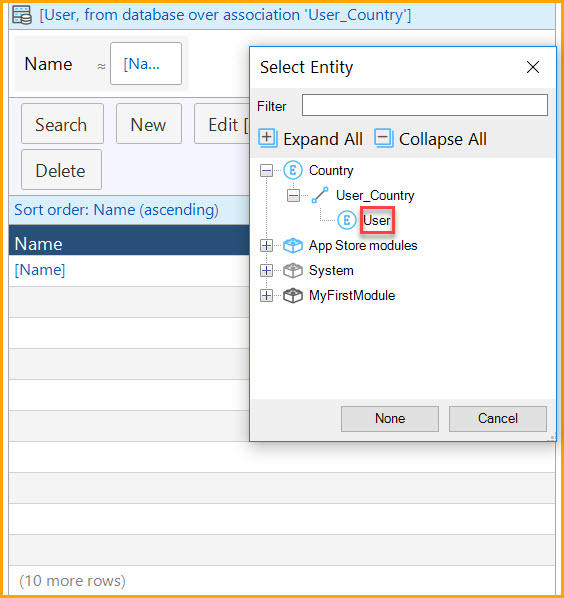 [User, from database over association 'User_Country']
Name ≈ [Na...
Search New Edit [
Delete
Sort order: Name (ascending)
Name
[Name]
(10 more rows)
Select Entity
Filter
Expand All Collapse All
E Country
User_Country
E User
App Store modules
System
MyFirstModule
None Cancel